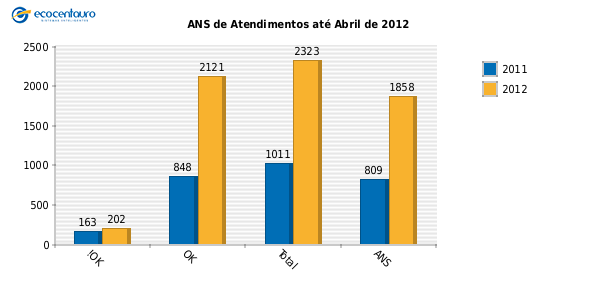 ecocentauro
ANS de Atendimentos até Abril de 2012
2500
2000
1500
1000
500
0
163
202
848
2121
1011
2323
809
1858
!OK
OK
Total
ANS
2011
2012